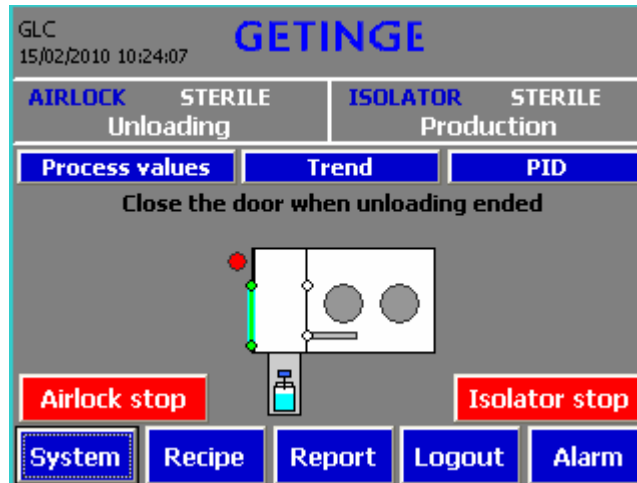 GLC
15/02/2010 10:24:07
GETINGE
AIRLOCK STERILE
Unloading
ISOLATOR STERILE
Production
Process values
Trend
PID
Close the door when unloading ended
Airlock stop
Isolator stop
System
Recipe
Report
Logout
Alarm